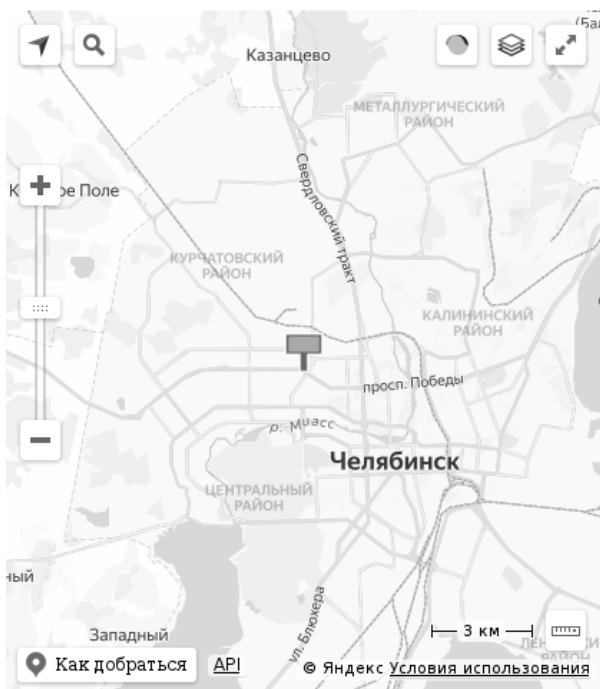 (Ба
Казанцево
МЕТАЛЛУРГИЧЕСКИЙ
РАЙОН
Свердловский тракт
ое Поле
КУРЧАТОВСКИЙ
РАЙОН
КАЛИНИНСКИЙ
РАЙОН
просп. Победы
р. Миасс
Челябинск
ЦЕНТРАЛЬНЫЙ
РАЙОН
ный
ул. Блюхера
3 км
Западный
Как добраться
API
© Яндекс Условия использования